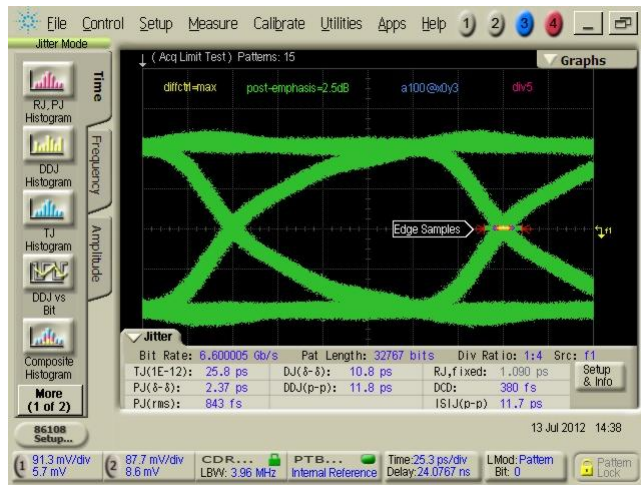 File Control Setup Measure Calibrate Utilities Apps Help 1 2 3 4
Jitter Mode
( Acq Limit Test ) Patterns: 15
Graphs
diffctrl=max post-emphasis=2.5dB a100@x0y3 div5
Time
Frequency
Amplitude
RJ, PJ
Histogram
DDJ
Histogram
TJ
Histogram
DDJ vs
Bit
Composite
Histogram
More
(1 of 2)
Edge Samples
f1
Jitter
Bit Rate: 6.600005 Gb/s Pat Length: 32767 bits Div Ratio: 1:4 Src: f1
TJ(1E-12): 25.8 ps DJ(δ-δ): 10.8 ps RJ,fixed: 1.090 ps
PJ(δ-δ): 2.37 ps DDJ(p-p): 11.8 ps DCD: 380 fs
PJ(rms): 843 fs ISIJ(p-p) 11.7 ps
Setup
& Info
86108
Setup...
13 Jul 2012 14:38
1 91.3 mV/div
5.7 mV
2 87.7 mV/div
8.6 mV
CDR...
LBW: 3.96 MHz
PTB...
Internal Reference
Time:25.3 ps/div
Delay:24.0767 ns
LMod: Pattern
Bit: 0
Pattern
Lock